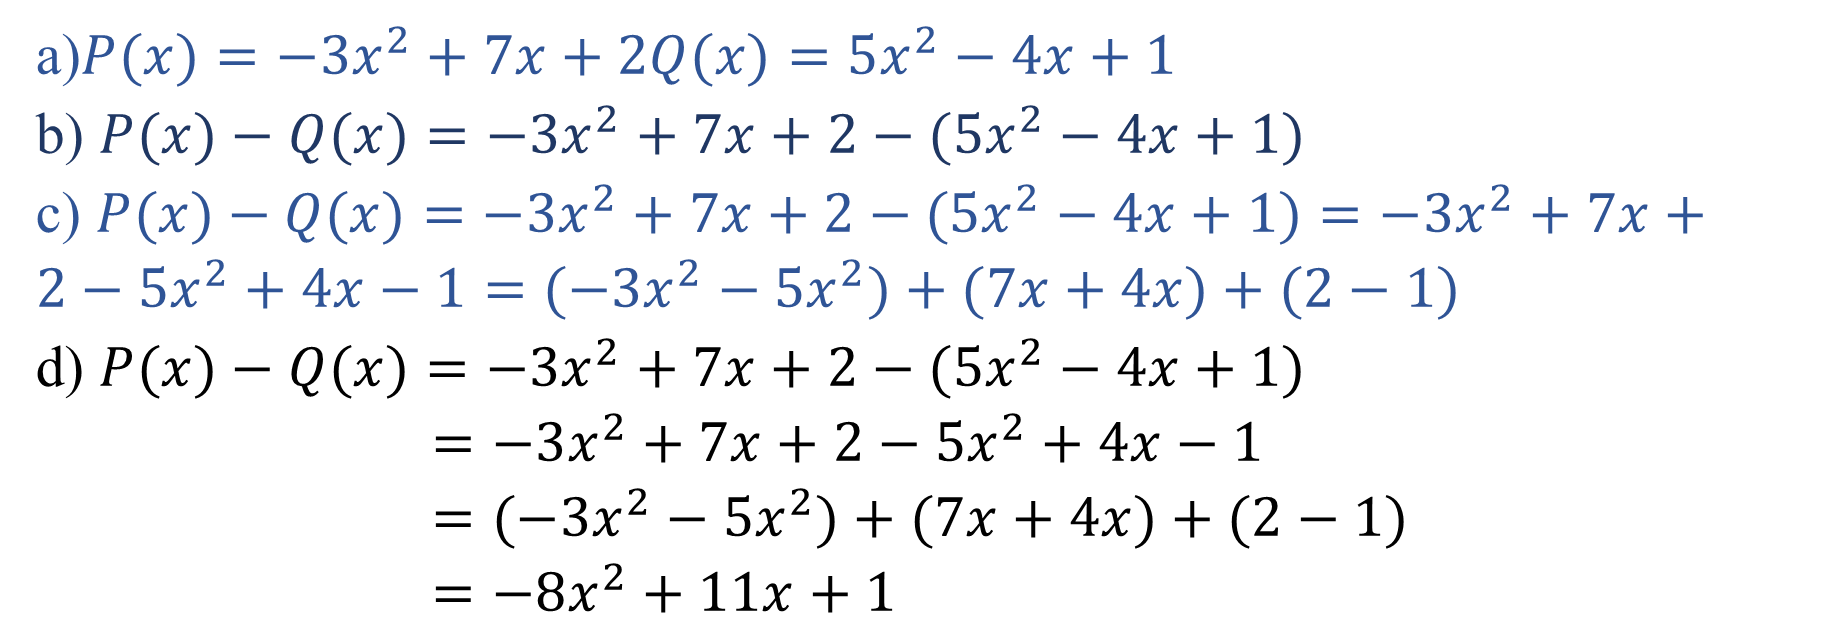 a)P(x) = −3x² + 7x + 2Q(x) = 5x² − 4x + 1
b) P(x) − Q(x) = −3x² + 7x + 2 − (5x² − 4x + 1)
c) P(x) − Q(x) = −3x² + 7x + 2 − (5x² − 4x + 1) = −3x² + 7x +
2 − 5x² + 4x − 1 = (−3x² − 5x²) + (7x + 4x) + (2 − 1)
d) P(x) − Q(x) = −3x² + 7x + 2 − (5x² − 4x + 1)
= −3x² + 7x + 2 − 5x² + 4x − 1
= (−3x² − 5x²) + (7x + 4x) + (2 − 1)
= −8x² + 11x + 1